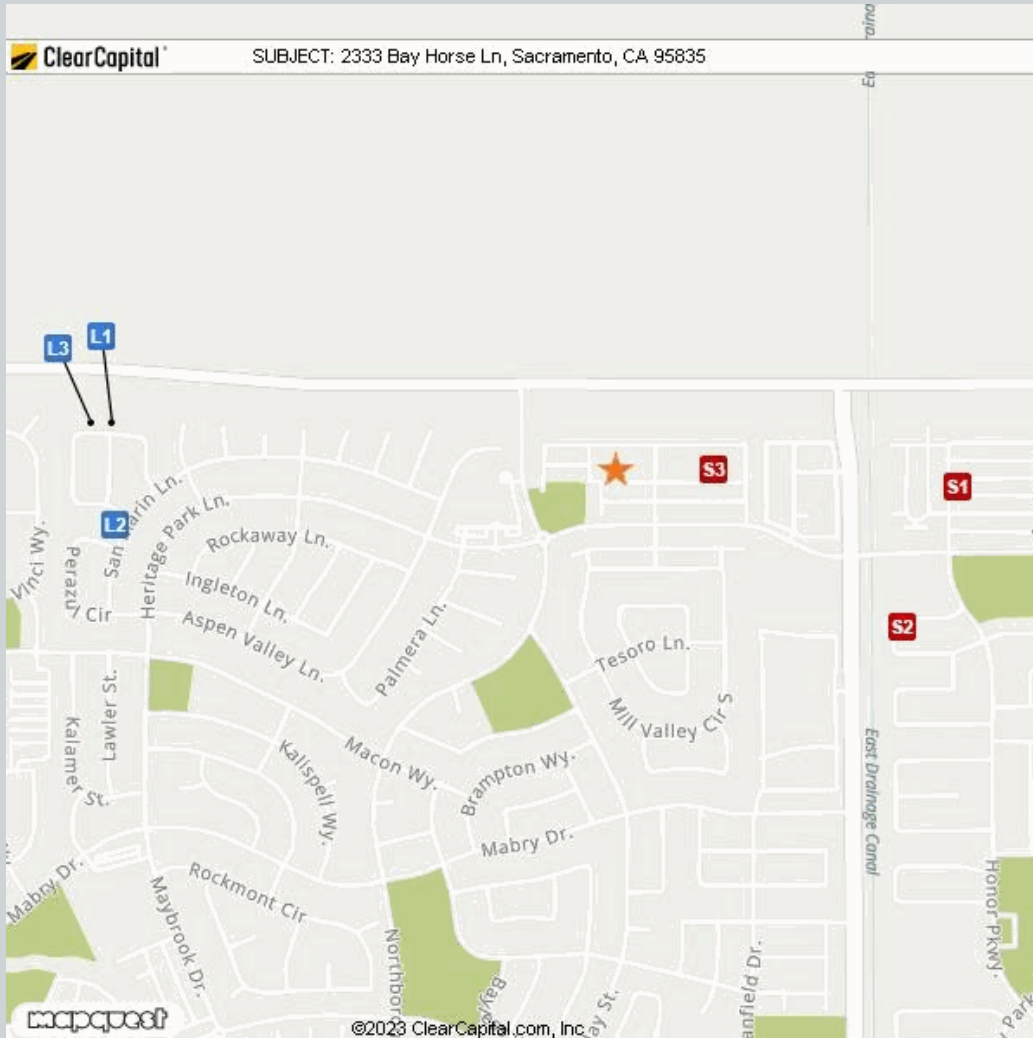 ClearCapital
SUBJECT: 2333 Bay Horse Ln, Sacramento, CA 95835
L3
L1
S3
S1
L2
S2
San Marin Ln.
Heritage Park Ln.
Rockaway Ln.
Vinci Wy.
Perazul Cir
Ingleton Ln.
Aspen Valley Ln.
Palmera Ln.
Tesoro Ln.
Mill Valley Cir S
Lawler St.
Kalamer St.
Kalispell Wy.
Macon Wy.
Brampton Wy.
Mabry Dr.
East Drainage Canal
Mabry Dr.
Rockmont Cir
Maybrook Dr.
Honor Pkwy.
mapquest
©2023 ClearCapital.com, Inc